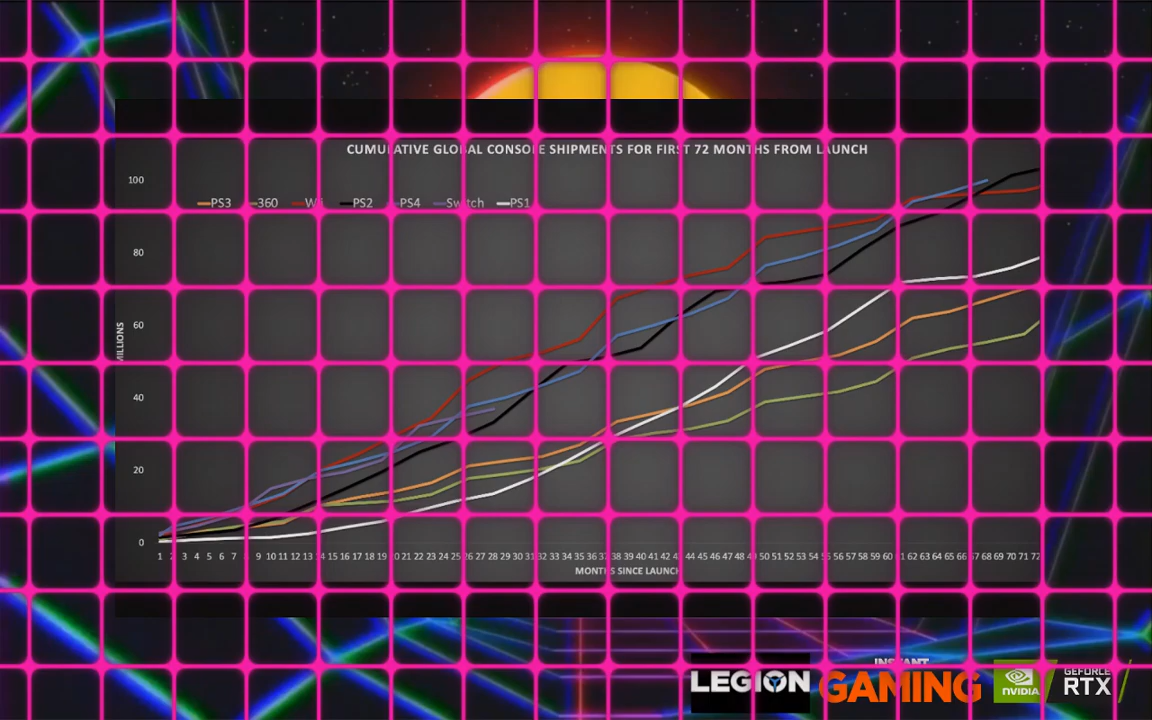 CUMULATIVE GLOBAL CONSOLE SHIPMENTS FOR FIRST 72 MONTHS FROM LAUNCH
100
PS3 360 Wii PS2 PS4 Switch PS1
80
60
MILLIONS
40
20
0
1 2 3 4 5 6 7 9 10 11 12 13 14 15 16 17 18 19 20 21 22 23 24 25 26 27 28 29 30 31 32 33 34 35 36 37 38 39 40 41 42 43 44 45 46 47 48 49 50 51 52 53 54 55 56 57 58 59 60 61 62 63 64 65 66 67 68 69 70 71 72
MONTHS SINCE LAUNCH
LEGION
INSTANT
GAMING
NVIDIA
GEFORCE
RTX